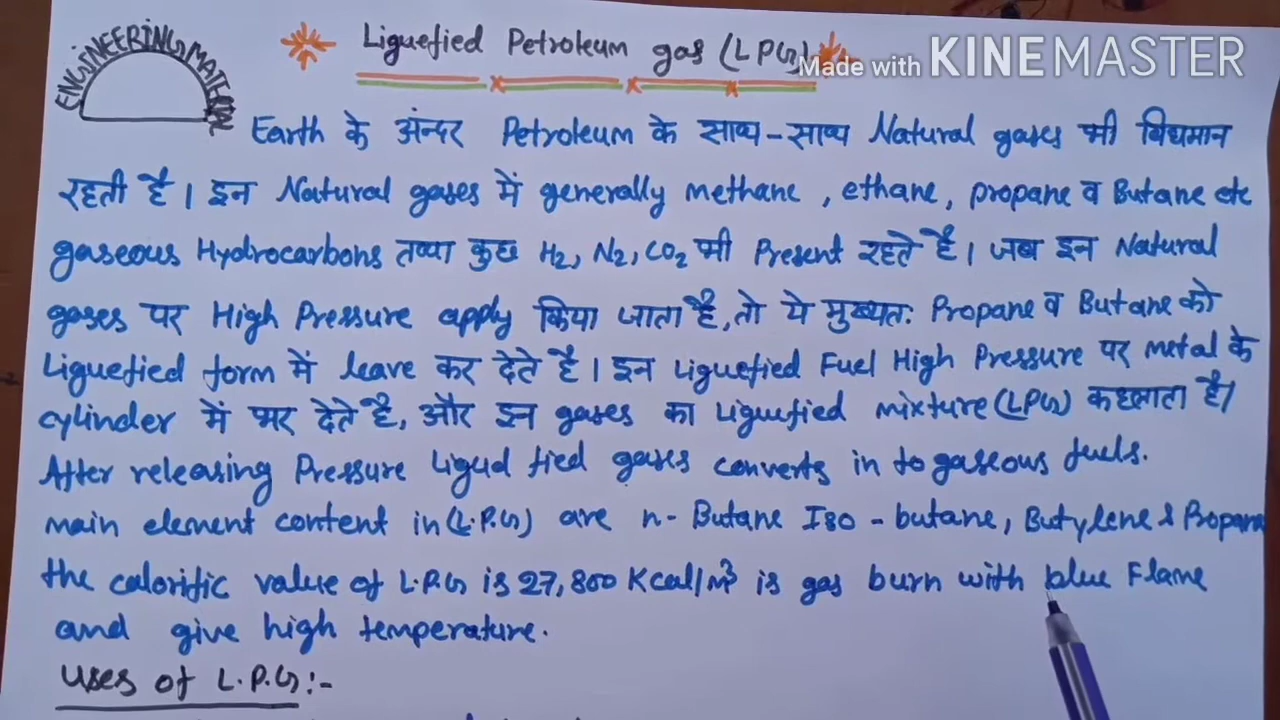 ENGINEERING MATERIAL
Liquefied Petroleum gas (LPG)
Made with KINEMASTER
Earth के अंन्दर Petroleum के साथ-साथ Natural gases भी विद्यमान
रहती है। इन Natural gases में generally methane, ethane, propane व Butane etc
gaseous Hydrocarbons तथा कुछ H2, N2, CO2 भी Present रहते है। जब इन Natural
gases पर High Pressure apply किया जाता है, तो ये मुख्यतः Propane व Butane को
Liquefied form में leave कर देते है। इन Liquefied Fuel High Pressure पर metal के
cylinder में भर देते है, और इन gases का Liquefied mixture (LPG) कहलाता है।
After releasing Pressure Liquid fied gases converts in to gaseous fuels.
main element content in (L.P.G) are n-Butane Iso-butane, Butylene & Propane
the calorific value of L.P.G is 27,800 Kcal/m³ is gas burn with blue Flame
and give high temperature.
Uses of L.P.G:-